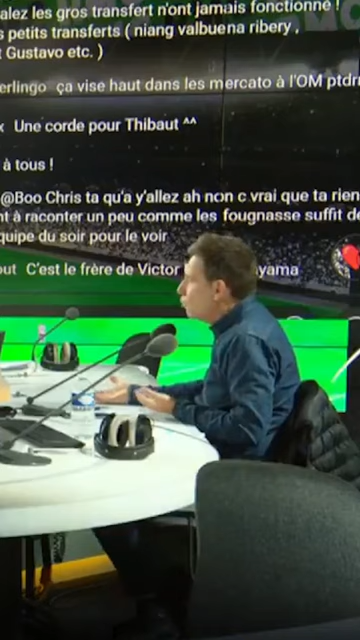 alez les gros transfert n'ont jamais fonctionné !
s petits transferts ( niang valbuena ribery ,
t Gustavo etc. )
erlingo ça vise haut dans les mercato à l'OM ptdr
Une corde pour Thibaut ^^
à tous !
@Boo Chris ta qu'a y'allez ah non c vrai que ta rien
t à raconter un peu comme les fougnasse suffit de
quipe du soir pour le voir
out C'est le frère de Victor yama